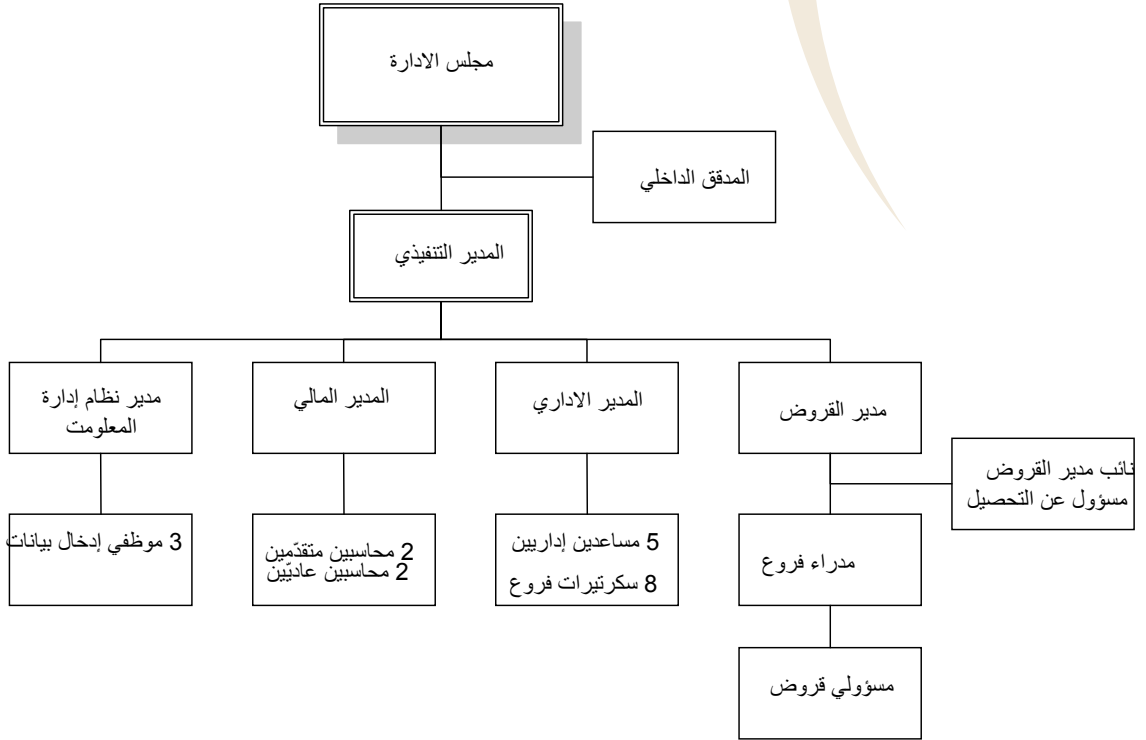 مجلس الادارة
المدقق الداخلي
المدير التنفيذي
مدير القروض
المدير الاداري
المدير المالي
مدير نظام إدارة
المعلومت
نائب مدير القروض
مسؤول عن التحصيل
مدراء فروع
5 مساعدين إداريين
8 سكرتيرات فروع
2 محاسبين متقدّمين
2 محاسبين عاديّين
3 موظفي إدخال بيانات
مسؤولي قروض